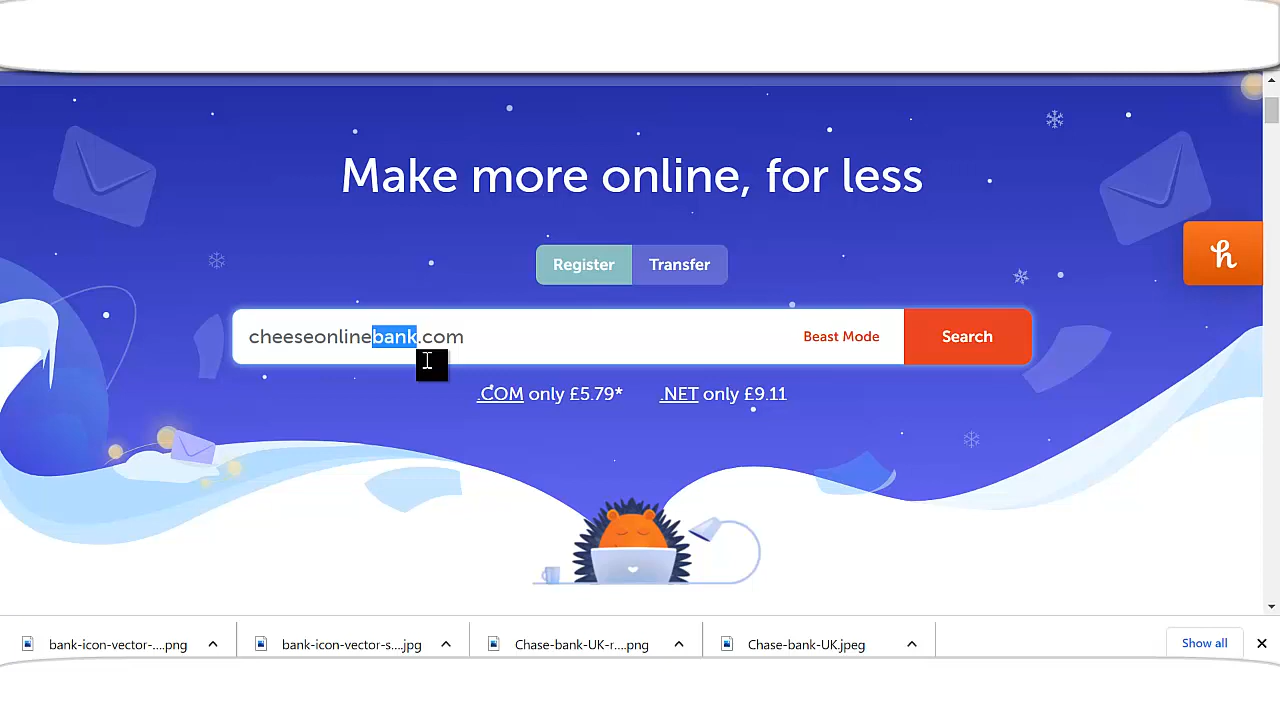 Make more online, for less
Register
Transfer
cheeseonlinebank.com
Beast Mode
Search
.COM only £5.79*
.NET only £9.11
bank-icon-vector-....png
bank-icon-vector-s....jpg
Chase-bank-UK-r....png
Chase-bank-UK.jpeg
Show all